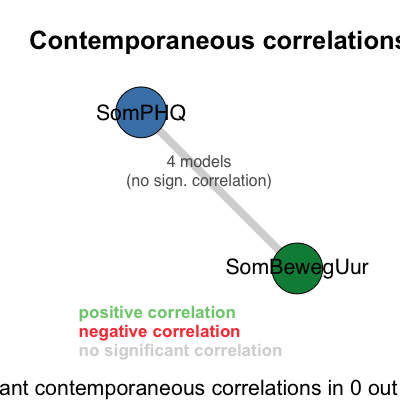 Contemporaneous correlations
SomPHQ
4 models
(no sign. correlation)
SomBewegUur
positive correlation
negative correlation
no significant correlation
ant contemporaneous correlations in 0 out